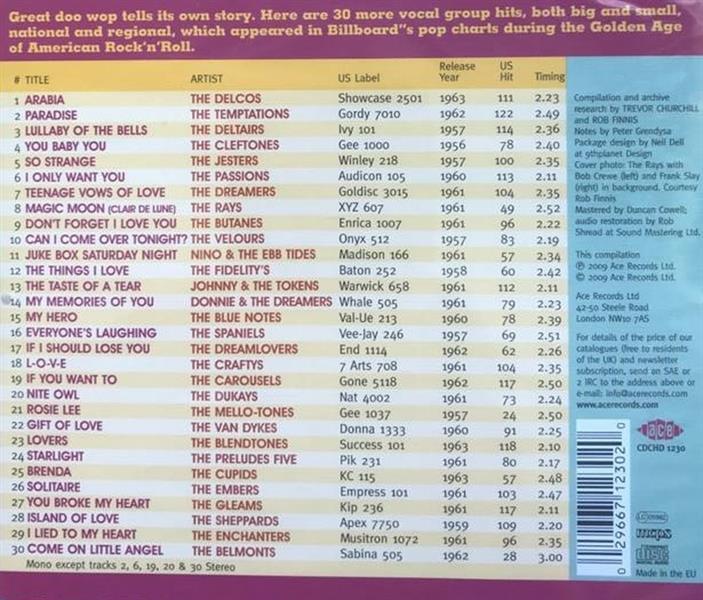 Great doo wop tells its own story. Here are 30 more vocal group hits, both big and small,
national and regional, which appeared in Billboard"s pop charts during the Golden Age
of American Rock'n'Roll.
# TITLE ARTIST US Label Release Year US Hit Timing
1 ARABIA THE DELCOS Showcase 2501 1963 111 2.23
2 PARADISE THE TEMPTATIONS Gordy 7010 1962 122 2.49
3 LULLABY OF THE BELLS THE DELTAIRS Ivy 101 1957 114 2.36
4 YOU BABY YOU THE CLEFTONES Gee 1000 1956 78 2.40
5 SO STRANGE THE JESTERS Winley 218 1957 100 2.35
6 I ONLY WANT YOU THE PASSIONS Audicon 105 1960 113 2.11
7 TEENAGE VOWS OF LOVE THE DREAMERS Goldisc 3015 1961 104 2.35
8 MAGIC MOON (CLAIR DE LUNE) THE RAYS XYZ 607 1961 49 2.52
9 DON'T FORGET I LOVE YOU THE BUTANES Enrica 1007 1961 96 2.22
10 CAN I COME OVER TONIGHT? THE VELOURS Onyx 512 1957 83 2.19
11 JUKE BOX SATURDAY NIGHT NINO & THE EBB TIDES Madison 166 1961 57 2.34
12 THE THINGS I LOVE THE FIDELITY'S Baton 252 1958 60 2.42
13 THE TASTE OF A TEAR JOHNNY & THE TOKENS Warwick 658 1961 112 2.11
14 MY MEMORIES OF YOU DONNIE & THE DREAMERS Whale 505 1961 79 2.23
15 MY HERO THE BLUE NOTES Val-Ue 213 1960 78 2.39
16 EVERYONE'S LAUGHING THE SPANIELS Vee-Jay 246 1957 69 2.51
17 IF I SHOULD LOSE YOU THE DREAMLOVERS End 1114 1962 62 2.26
18 L-O-V-E THE CRAFTYS 7 Arts 708 1961 104 2.35
19 IF YOU WANT TO THE CAROUSELS Gone 5118 1962 117 2.50
20 NITE OWL THE DUKAYS Nat 4002 1961 73 2.24
21 ROSIE LEE THE MELLO-TONES Gee 1037 1957 24 2.50
22 GIFT OF LOVE THE VAN DYKES Donna 1333 1960 91 2.25
23 LOVERS THE BLENDTONES Success 101 1963 118 2.10
24 STARLIGHT THE PRELUDES FIVE Pik 231 1961 80 2.17
25 BRENDA THE CUPIDS KC 115 1963 57 2.48
26 SOLITAIRE THE EMBERS Empress 101 1961 103 2.47
27 YOU BROKE MY HEART THE GLEAMS Kip 236 1961 117 2.11
28 ISLAND OF LOVE THE SHEPPARDS Apex 7750 1959 109 2.20
29 I LIED TO MY HEART THE ENCHANTERS Musitron 1072 1961 96 2.35
30 COME ON LITTLE ANGEL THE BELMONTS Sabina 505 1962 28 3.00
Mono except tracks 2, 6, 19, 20 & 30 Stereo
Compilation and archive
research by TREVOR CHURCHILL
and ROB FINNIS
Notes by Peter Grendysa
Package design by Neil Dell
at 9thplanet Design
Cover photo: The Rays with
Bob Crewe (left) and Frank Slay
(right) in background. Courtesy
Rob Finnis
Mastered by Duncan Cowell;
audio restoration by Rob
Shread at Sound Mastering Ltd.
This compilation
℗ 2009 Ace Records Ltd.
© 2009 Ace Records Ltd.
Ace Records Ltd
42-50 Steele Road
London NW10 7AS
For details of the price of our
catalogues (free to residents
of the UK) and newsletter
subscription, send an SAE or
2 IRC to the address above or
e-mail: info@acerecords.com
www.acerecords.com
ace
CDCHD 1230
0 29667 12302 0
LC
mcps
COMPACT
disc
DIGITAL AUDIO
Made in the EU